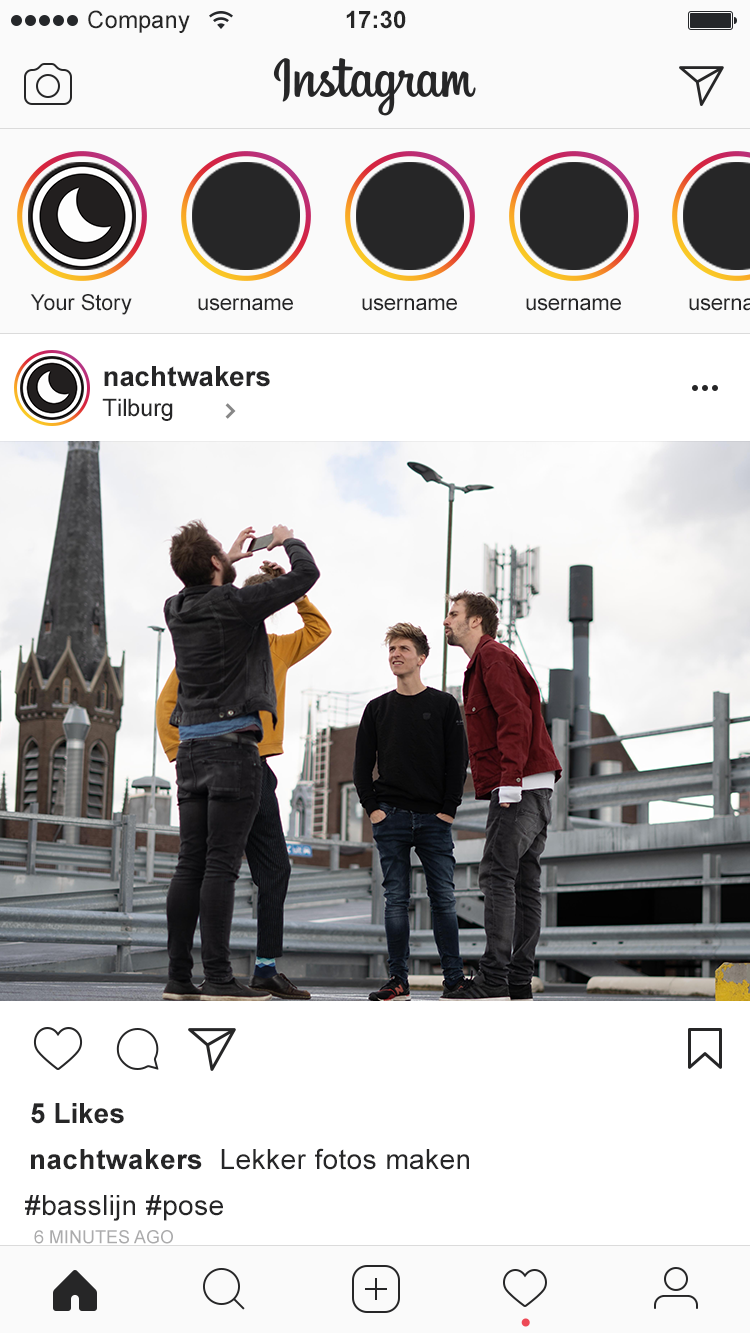 Company 17:30
Instagram
Your Story username username username userna
nachtwakers
Tilburg
5 Likes
nachtwakers Lekker fotos maken
#basslijn #pose
6 MINUTES AGO